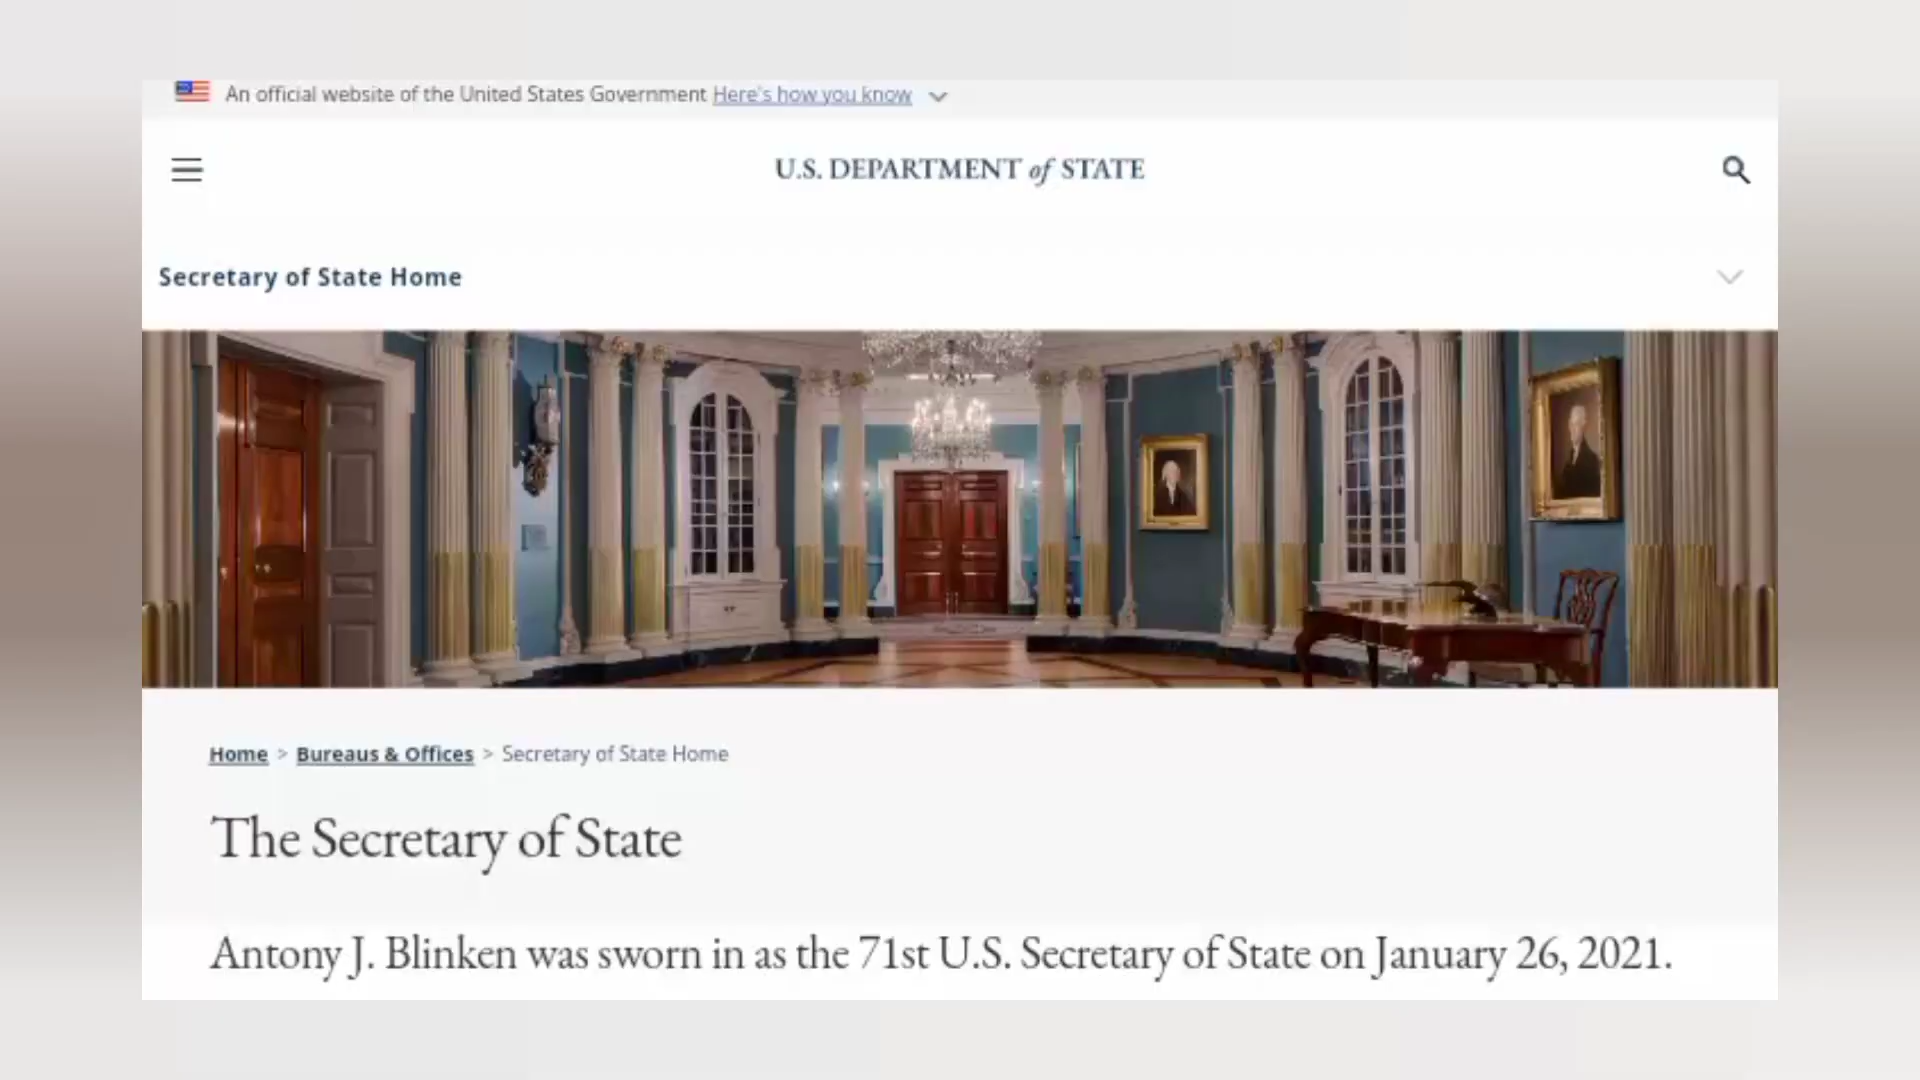 An official website of the United States Government Here's how you know
U.S. DEPARTMENT of STATE
Secretary of State Home
Home > Bureaus & Offices > Secretary of State Home
The Secretary of State
Antony J. Blinken was sworn in as the 71st U.S. Secretary of State on January 26, 2021.